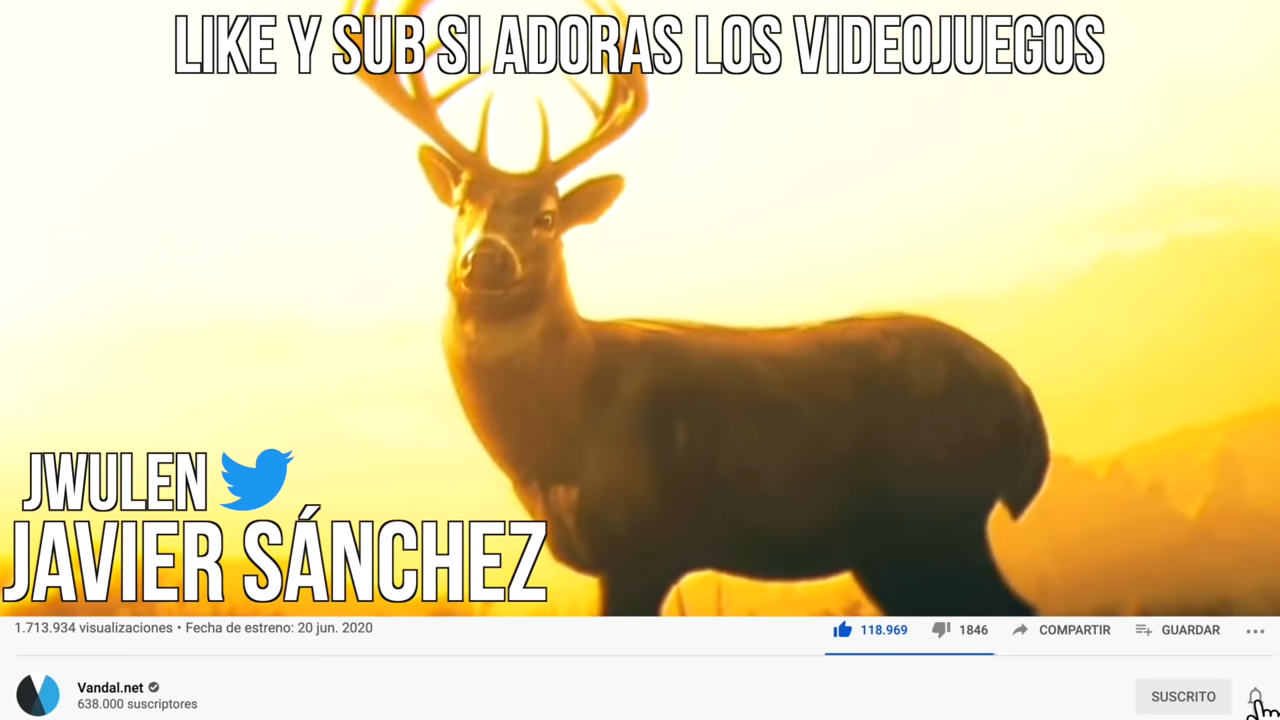 LIKE Y SUB SI ADORAS LOS VIDEOJUEGOS
JWULEN
JAVIER SÁNCHEZ
1.713.934 visualizaciones • Fecha de estreno: 20 jun. 2020
118.969 1846 COMPARTIR GUARDAR
Vandal.net
638.000 suscriptores
SUSCRITO